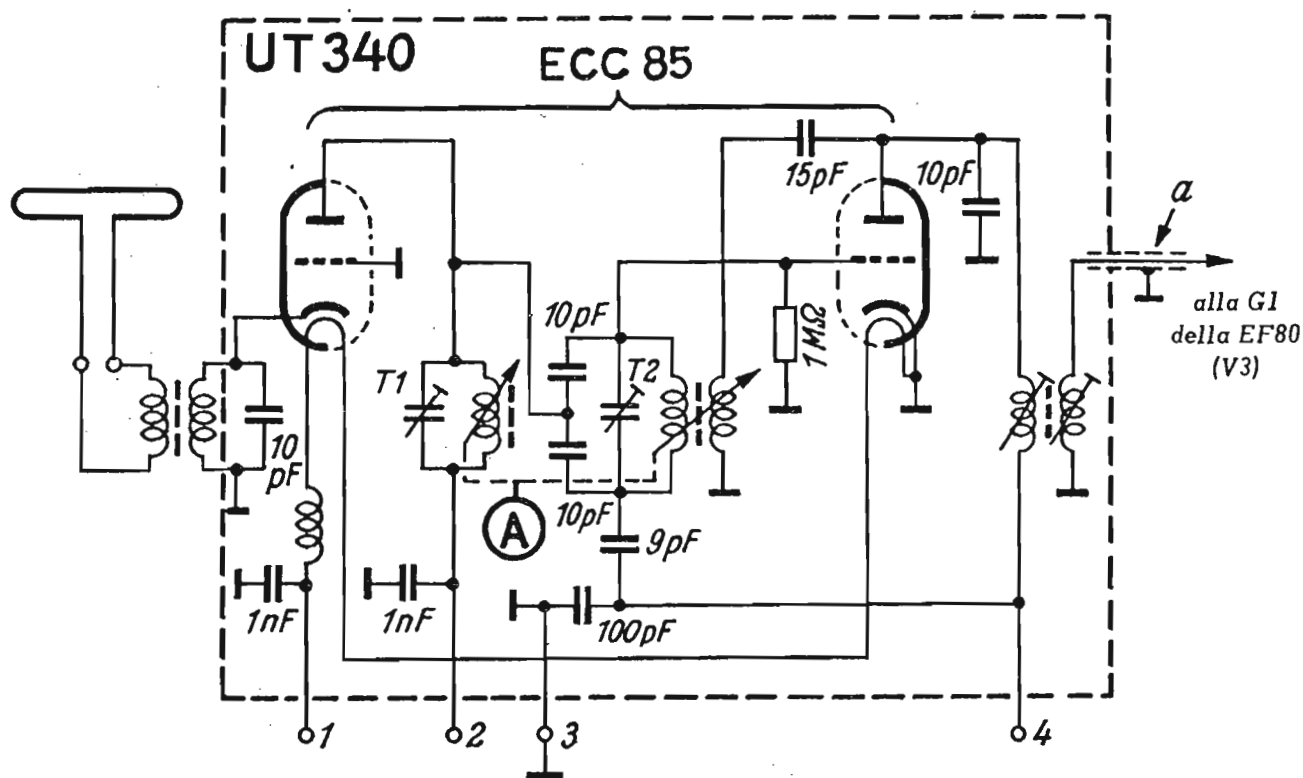 UT 340
ECC 85
15pF
10pF
a
alla G1
della EF80
(V3)
10pF
1MΩ
T1
T2
10
pF
10pF
A
9pF
1nF
1nF
100pF
1
2
3
4